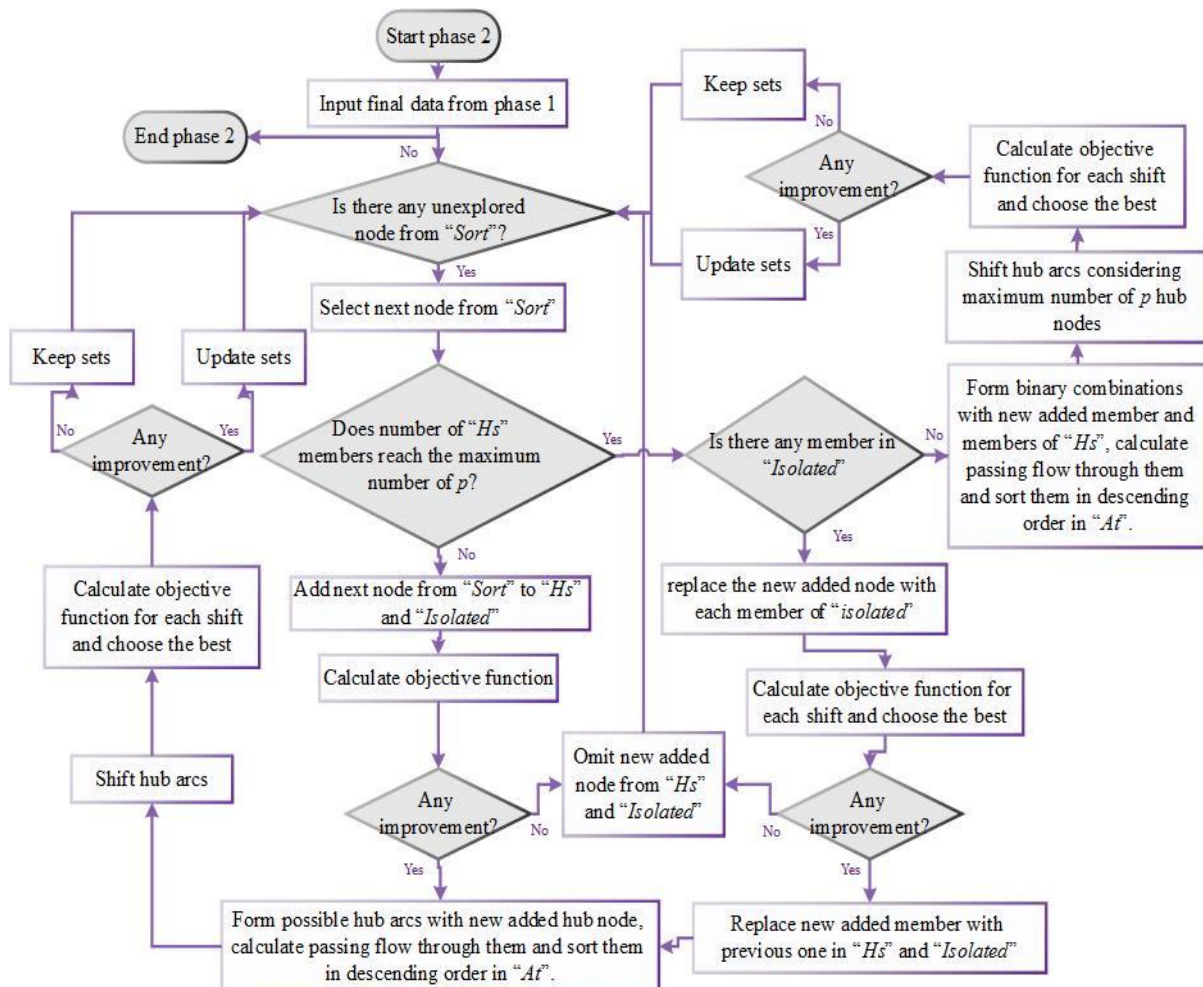 Start phase 2
Input final data from phase 1
End phase 2
No
Is there any unexplored
node from “Sort”?
Yes
Select next node from “Sort”
Does number of “Hs”
members reach the maximum
number of p?
Yes
No
Add next node from “Sort” to “Hs”
and “Isolated”
Calculate objective function
Any
improvement?
No
Yes
Omit new added
node from “Hs”
and “Isolated”
Form possible hub arcs with new added hub node,
calculate passing flow through them and sort them
in descending order in “At”.
Shift hub arcs
Calculate objective
function for each shift
and choose the best
Any
improvement?
No
Yes
Keep sets
Update sets
Is there any member in
“Isolated”
No
Yes
replace the new added node with
each member of “isolated”
Calculate objective function for
each shift and choose the best
Any
improvement?
No
Yes
Replace new added member with
previous one in “Hs” and “Isolated”
Form binary combinations
with new added member and
members of “Hs”, calculate
passing flow through them
and sort them in descending
order in “At”.
Shift hub arcs considering
maximum number of p hub
nodes
Calculate objective
function for each shift
and choose the best
Any
improvement?
No
Yes
Keep sets
Update sets